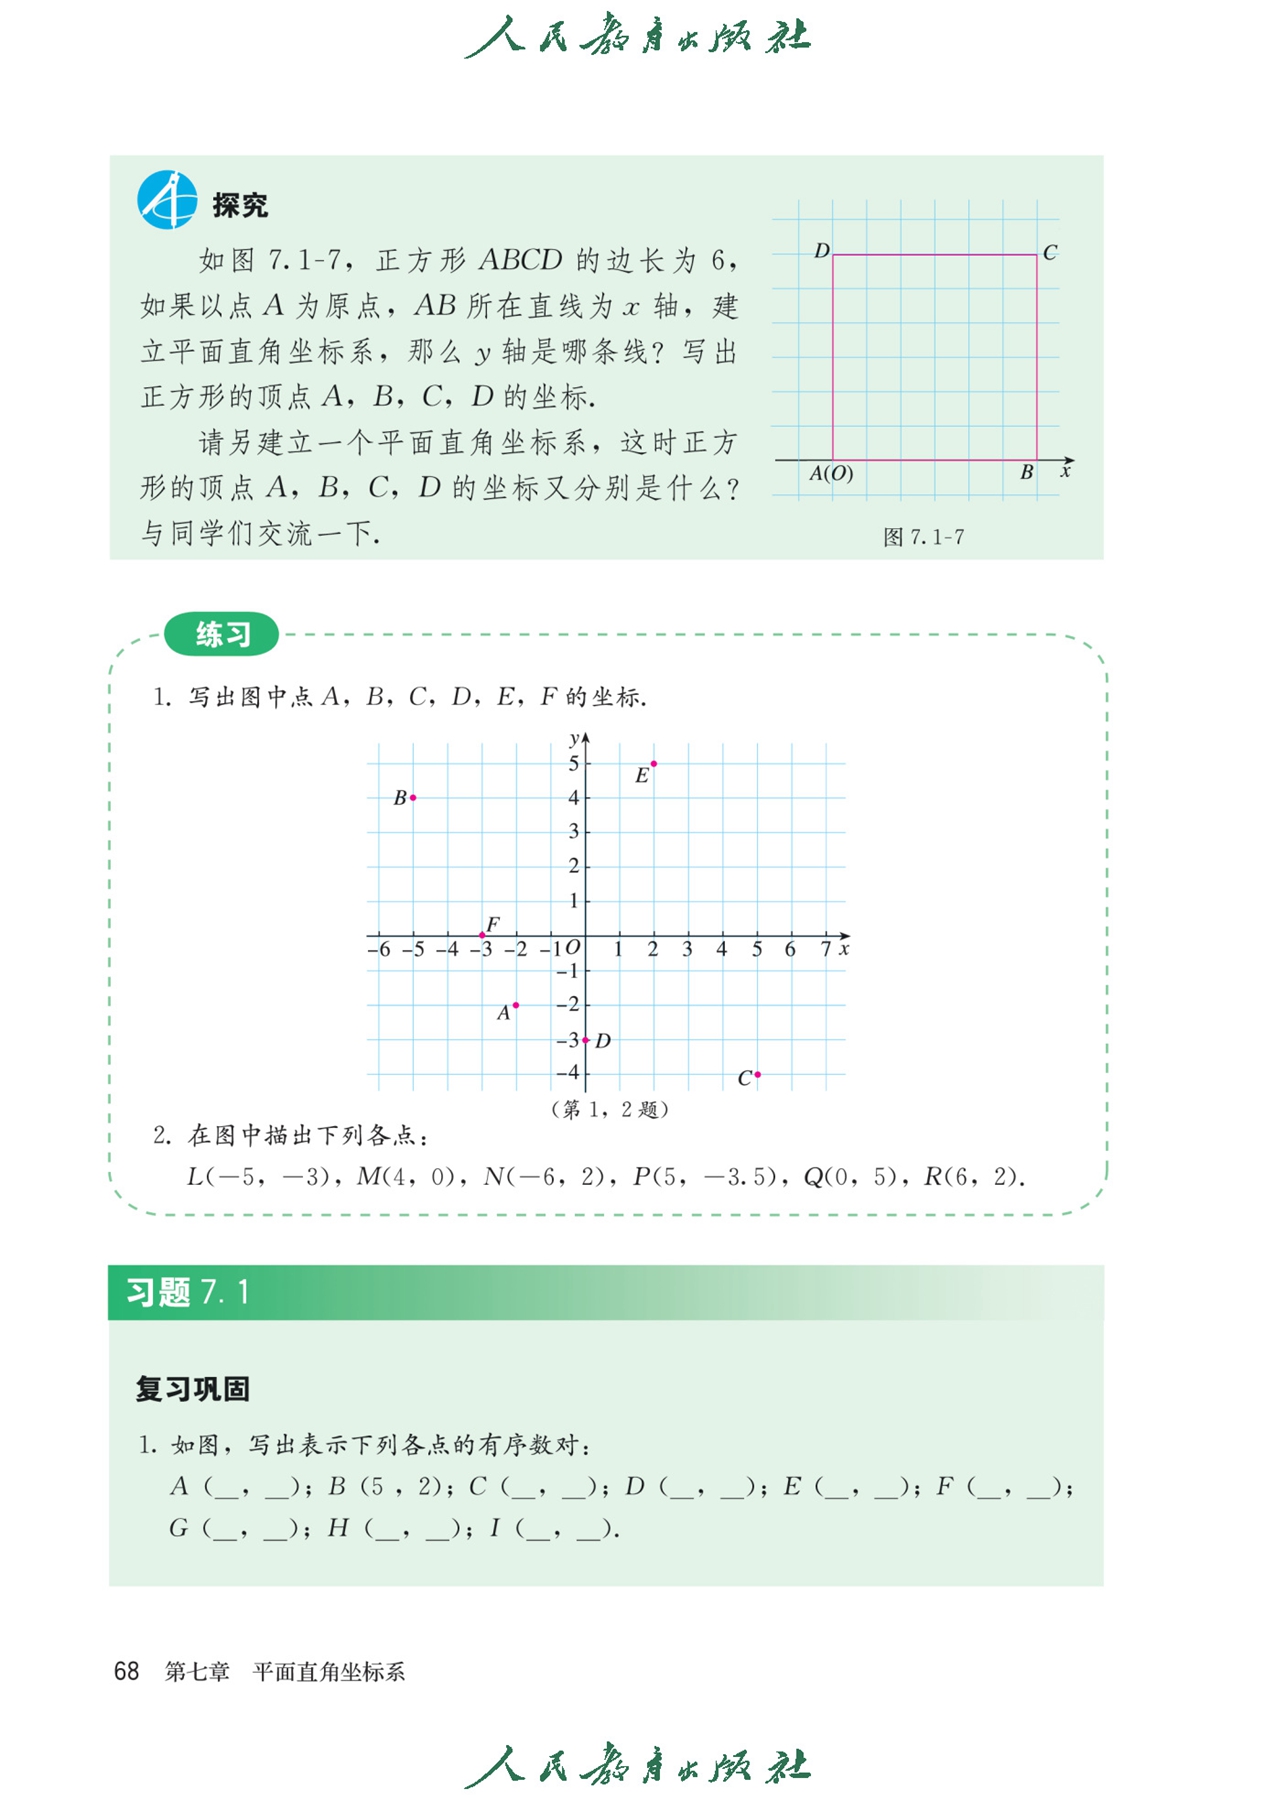 人民教育出版社
探究
如图 7.1-7，正方形 ABCD 的边长为 6，
如果以点 A 为原点，AB 所在直线为 x 轴，建
立平面直角坐标系，那么 y 轴是哪条线？写出
正方形的顶点 A，B，C，D 的坐标.
请另建立一个平面直角坐标系，这时正方
形的顶点 A，B，C，D 的坐标又分别是什么？
与同学们交流一下.
D C
A(O) B x
图 7.1-7
练习
1. 写出图中点 A，B，C，D，E，F 的坐标.
y
5
E
B
4
3
2
1
F
-6 -5 -4 -3 -2 -1 O 1 2 3 4 5 6 7 x
-1
A -2
-3 D
-4 C
（第 1，2 题）
2. 在图中描出下列各点：
L(−5，−3)，M(4，0)，N(−6，2)，P(5，−3.5)，Q(0，5)，R(6，2).
习题 7.1
复习巩固
1. 如图，写出表示下列各点的有序数对：
A（__，__）；B（5，2）；C（__，__）；D（__，__）；E（__，__）；F（__，__）；
G（__，__）；H（__，__）；I（__，__）.
68 第七章 平面直角坐标系
人民教育出版社